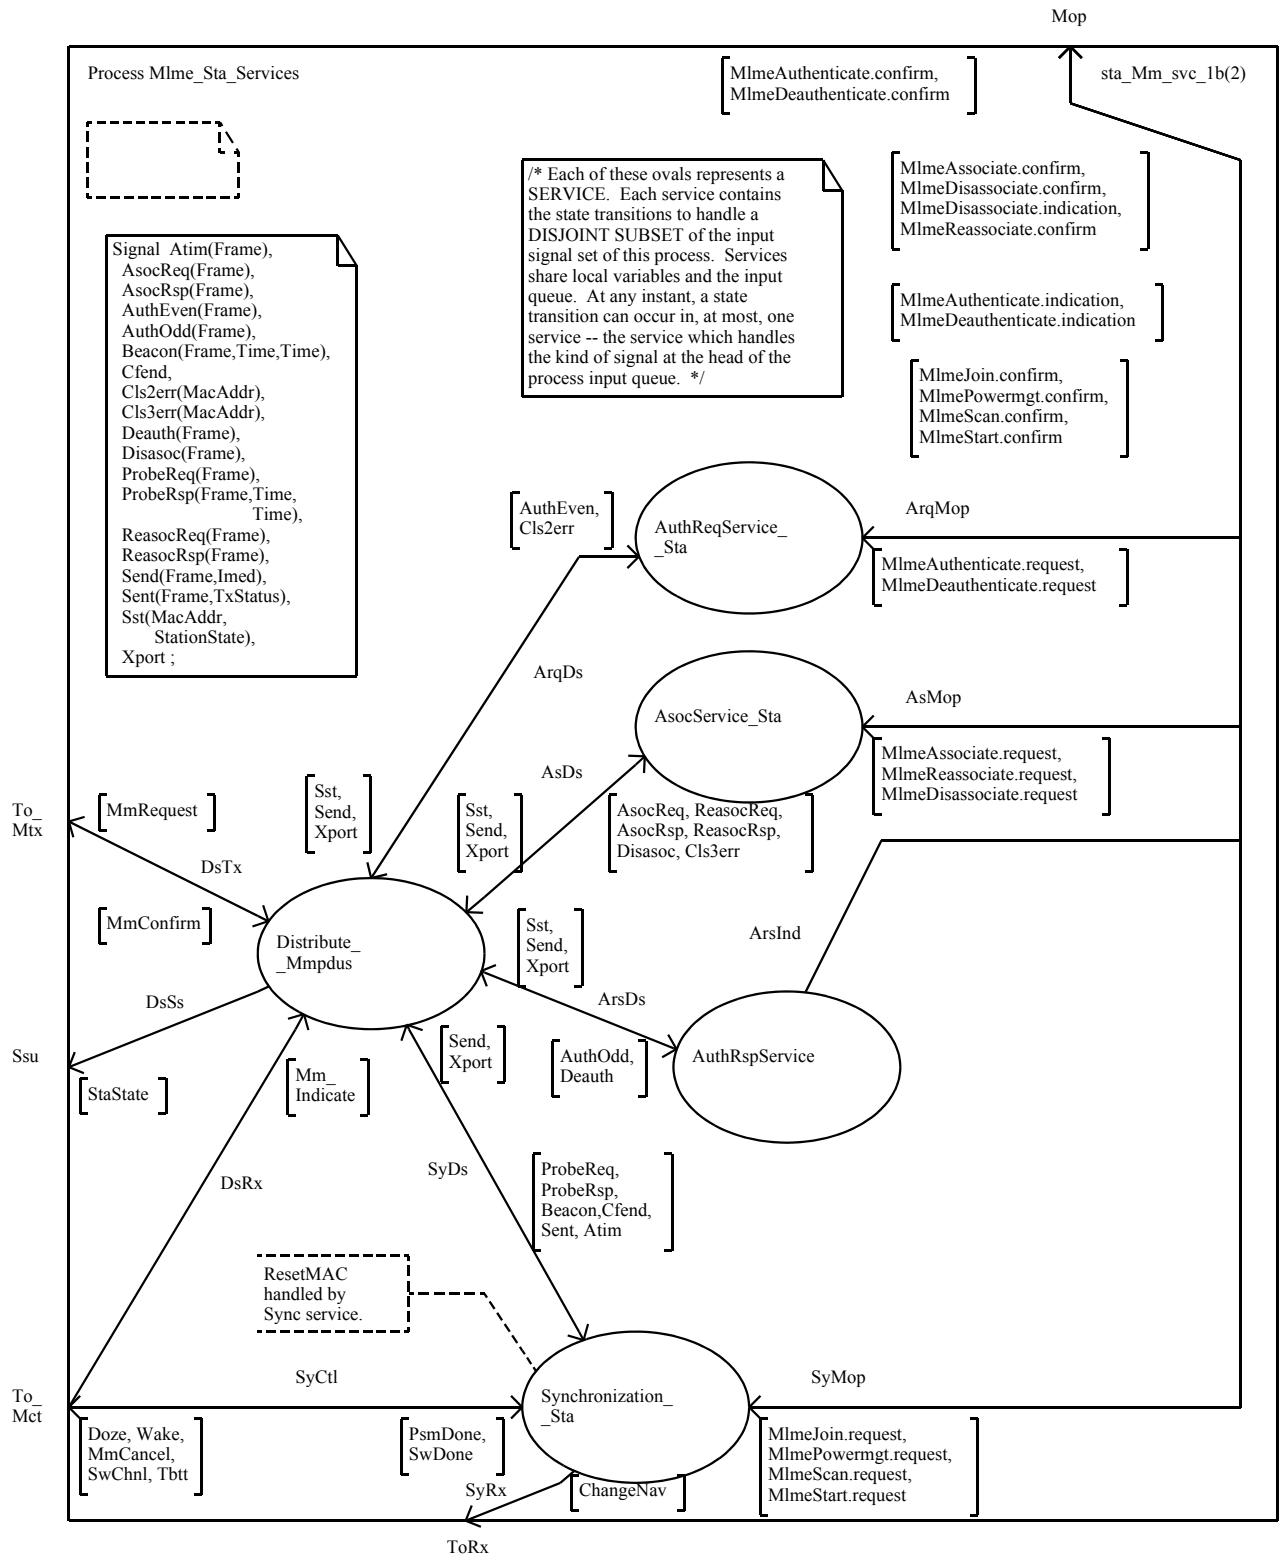 Mop
Process Mlme_Sta_Services
sta_Mm_svc_1b(2)
MlmeAuthenticate.confirm,
MlmeDeauthenticate.confirm
/* Each of these ovals represents a
SERVICE. Each service contains
the state transitions to handle a
DISJOINT SUBSET of the input
signal set of this process. Services
share local variables and the input
queue. At any instant, a state
transition can occur in, at most, one
service -- the service which handles
the kind of signal at the head of the
process input queue. */
MlmeAssociate.confirm,
MlmeDisassociate.confirm,
MlmeDisassociate.indication,
MlmeReassociate.confirm
MlmeAuthenticate.indication,
MlmeDeauthenticate.indication
MlmeJoin.confirm,
MlmePowermgt.confirm,
MlmeScan.confirm,
MlmeStart.confirm
Signal Atim(Frame),
AsocReq(Frame),
AsocRsp(Frame),
AuthEven(Frame),
AuthOdd(Frame),
Beacon(Frame,Time,Time),
Cfend,
Cls2err(MacAddr),
Cls3err(MacAddr),
Deauth(Frame),
Disasoc(Frame),
ProbeReq(Frame),
ProbeRsp(Frame,Time,
Time),
ReasocReq(Frame),
ReasocRsp(Frame),
Send(Frame,Imed),
Sent(Frame,TxStatus),
Sst(MacAddr,
StationState),
Xport ;
AuthEven,
Cls2err
AuthReqService_
_Sta
ArqMop
MlmeAuthenticate.request,
MlmeDeauthenticate.request
ArqDs
AsocService_Sta
AsMop
MlmeAssociate.request,
MlmeReassociate.request,
MlmeDisassociate.request
AsDs
Sst,
Send,
Xport
Sst,
Send,
Xport
AsocReq, ReasocReq,
AsocRsp, ReasocRsp,
Disasoc, Cls3err
To_
Mtx
MmRequest
DsTx
MmConfirm
Distribute_
_Mmpdus
Sst,
Send,
Xport
ArsInd
DsSs
ArsDs
Ssu
StaState
Mm_
Indicate
Send,
Xport
AuthOdd,
Deauth
AuthRspService
DsRx
SyDs
ProbeReq,
ProbeRsp,
Beacon,Cfend,
Sent, Atim
ResetMAC
handled by
Sync service.
SyCtl
SyMop
To_
Mct
Doze, Wake,
MmCancel,
SwChnl, Tbtt
PsmDone,
SwDone
Synchronization_
_Sta
MlmeJoin.request,
MlmePowermgt.request,
MlmeScan.request,
MlmeStart.request
SyRx
ChangeNav
ToRx